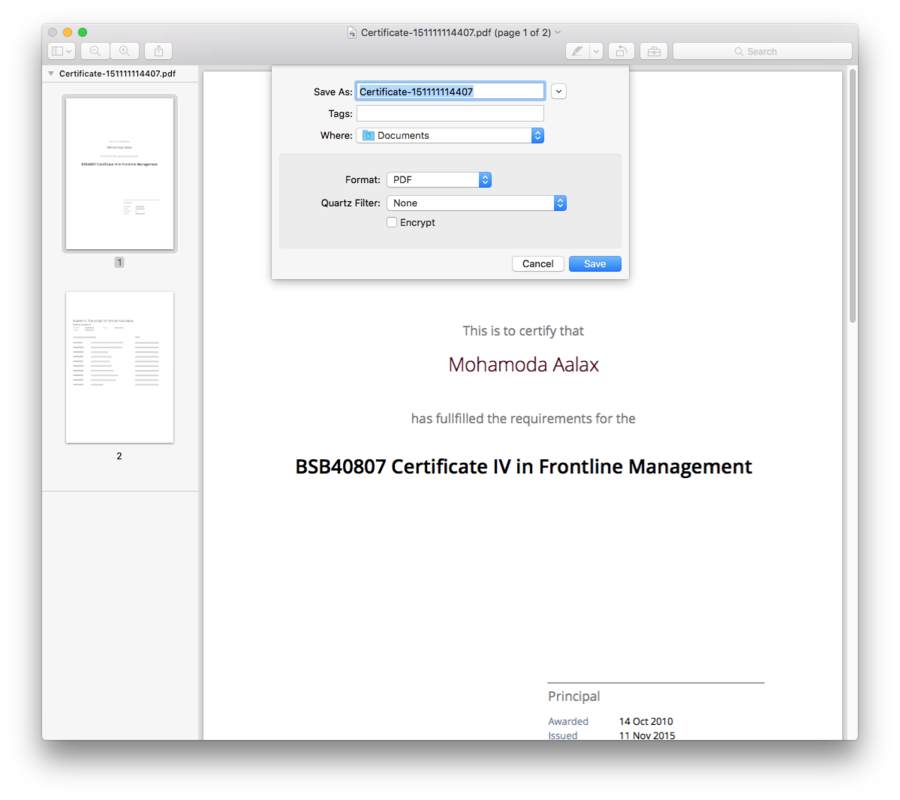 Certificate-151111114407.pdf (page 1 of 2)
Search
Certificate-151111114407.pdf
1
2
Save As: Certificate-151111114407
Tags:
Where: Documents
Format: PDF
Quartz Filter: None
Encrypt
Cancel Save
This is to certify that
Mohamoda Aalax
has fullfilled the requirements for the
BSB40807 Certificate IV in Frontline Management
Principal
Awarded 14 Oct 2010
Issued 11 Nov 2015